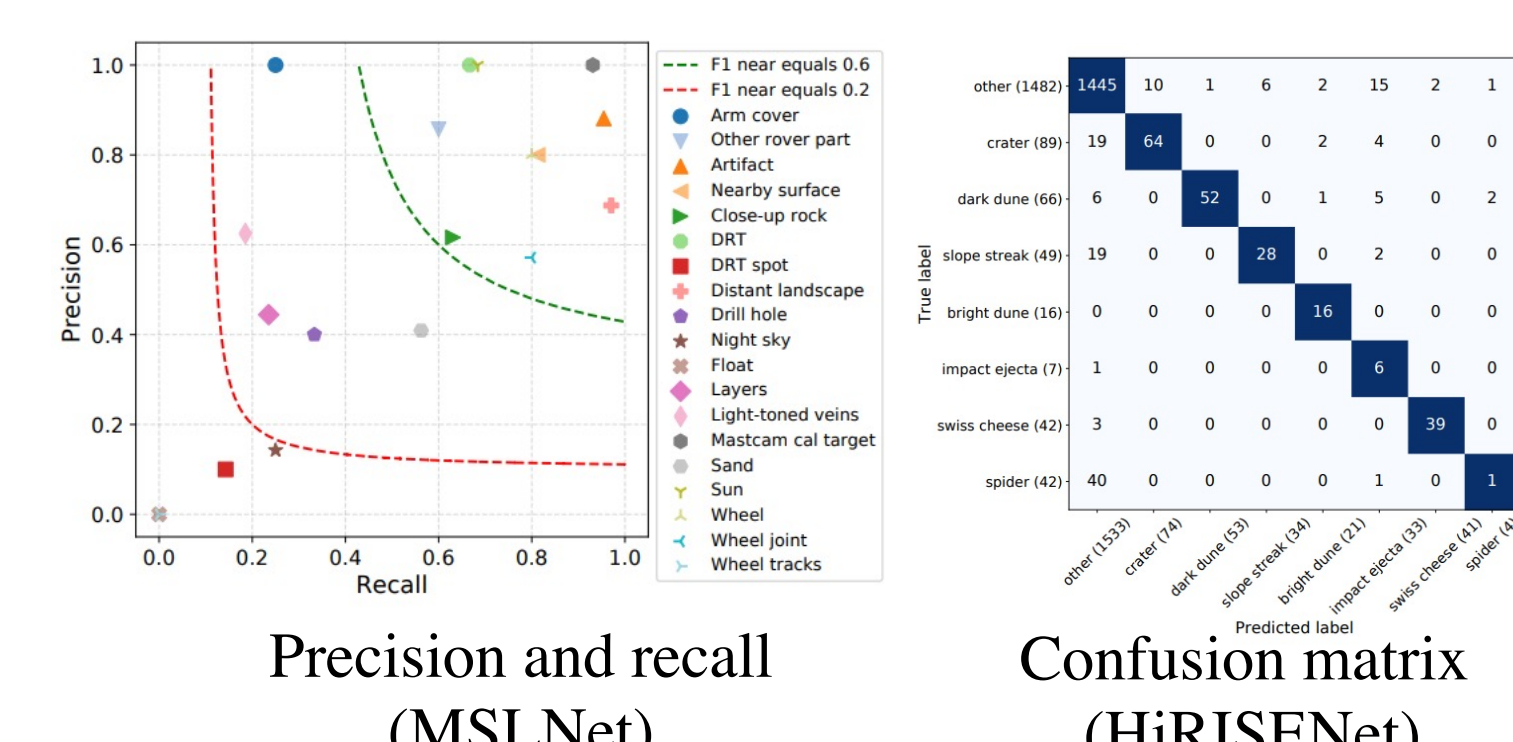 1.0
0.8
0.6
0.4
0.2
0.0
Precision
0.0 0.2 0.4 0.6 0.8 1.0
Recall
F1 near equals 0.6
F1 near equals 0.2
Arm cover
Other rover part
Artifact
Nearby surface
Close-up rock
DRT
DRT spot
Distant landscape
Drill hole
Night sky
Float
Layers
Light-toned veins
Mastcam cal target
Sand
Sun
Wheel
Wheel joint
Wheel tracks
Precision and recall
(MSLNet)
True label
other (1482) 1445 10 1 6 2 15 2 1
crater (89) 19 64 0 0 2 4 0 0
dark dune (66) 6 0 52 0 1 5 0 2
slope streak (49) 19 0 0 28 0 2 0 0
bright dune (16) 0 0 0 0 16 0 0 0
impact ejecta (7) 1 0 0 0 0 6 0 0
swiss cheese (42) 3 0 0 0 0 0 39 0
spider (42) 40 0 0 0 0 1 0 1
other (1533) crater (74) dark dune (53) slope streak (34) bright dune (21) impact ejecta (33) swiss cheese (41) spider (4
Predicted label
Confusion matrix
(HiRISENet)